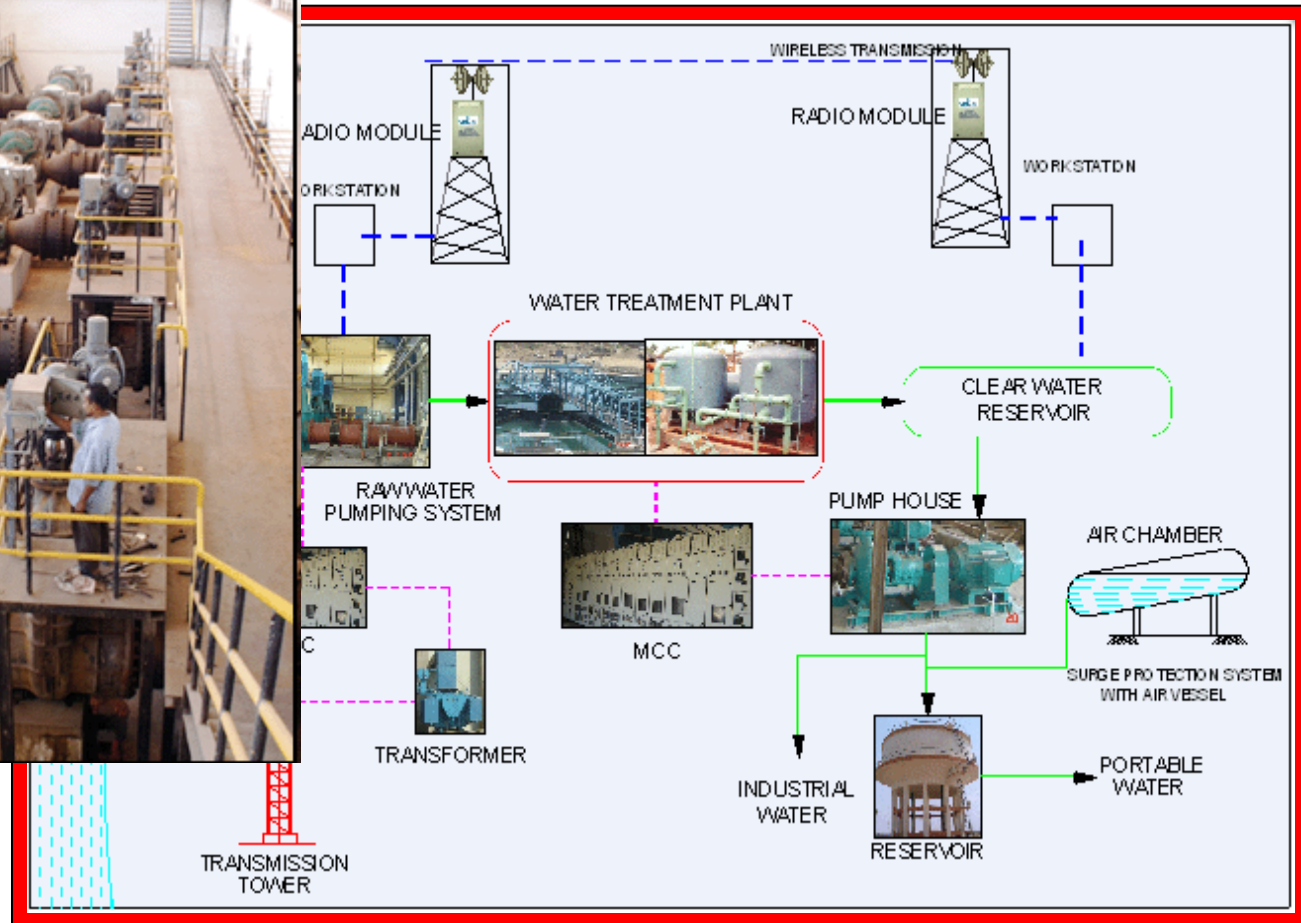 WIRELESS TRANSMISSION
ADIO MODULE
RADIO MODULE
ORKSTATION
WORKSTATION
WATER TREATMENT PLANT
CLEAR WATER
RESERVOIR
RAWWATER
PUMPING SYSTEM
PUMP HOUSE
AIR CHAMBER
C
MCC
SURGE PROTECTION SYSTEM
WITH AIR VESSEL
TRANSFORMER
INDUSTRIAL
WATER
PORTABLE
WATER
RESERVOIR
TRANSMISSION
TOWER